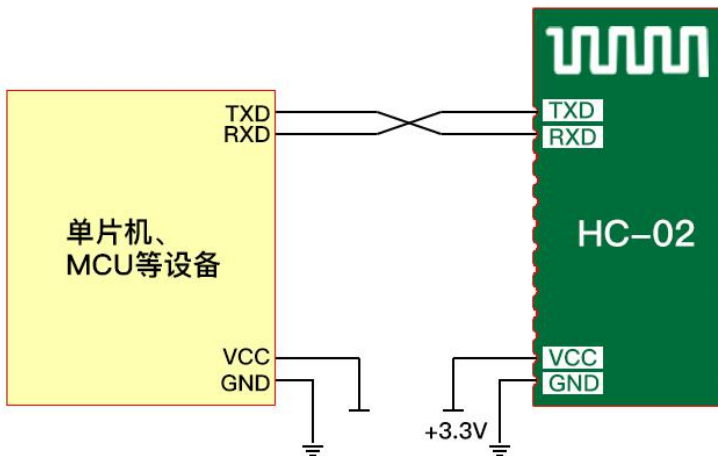 TXD
RXD
单片机、
MCU等设备
VCC
GND
TXD
RXD
HC-02
VCC
GND
+3.3V